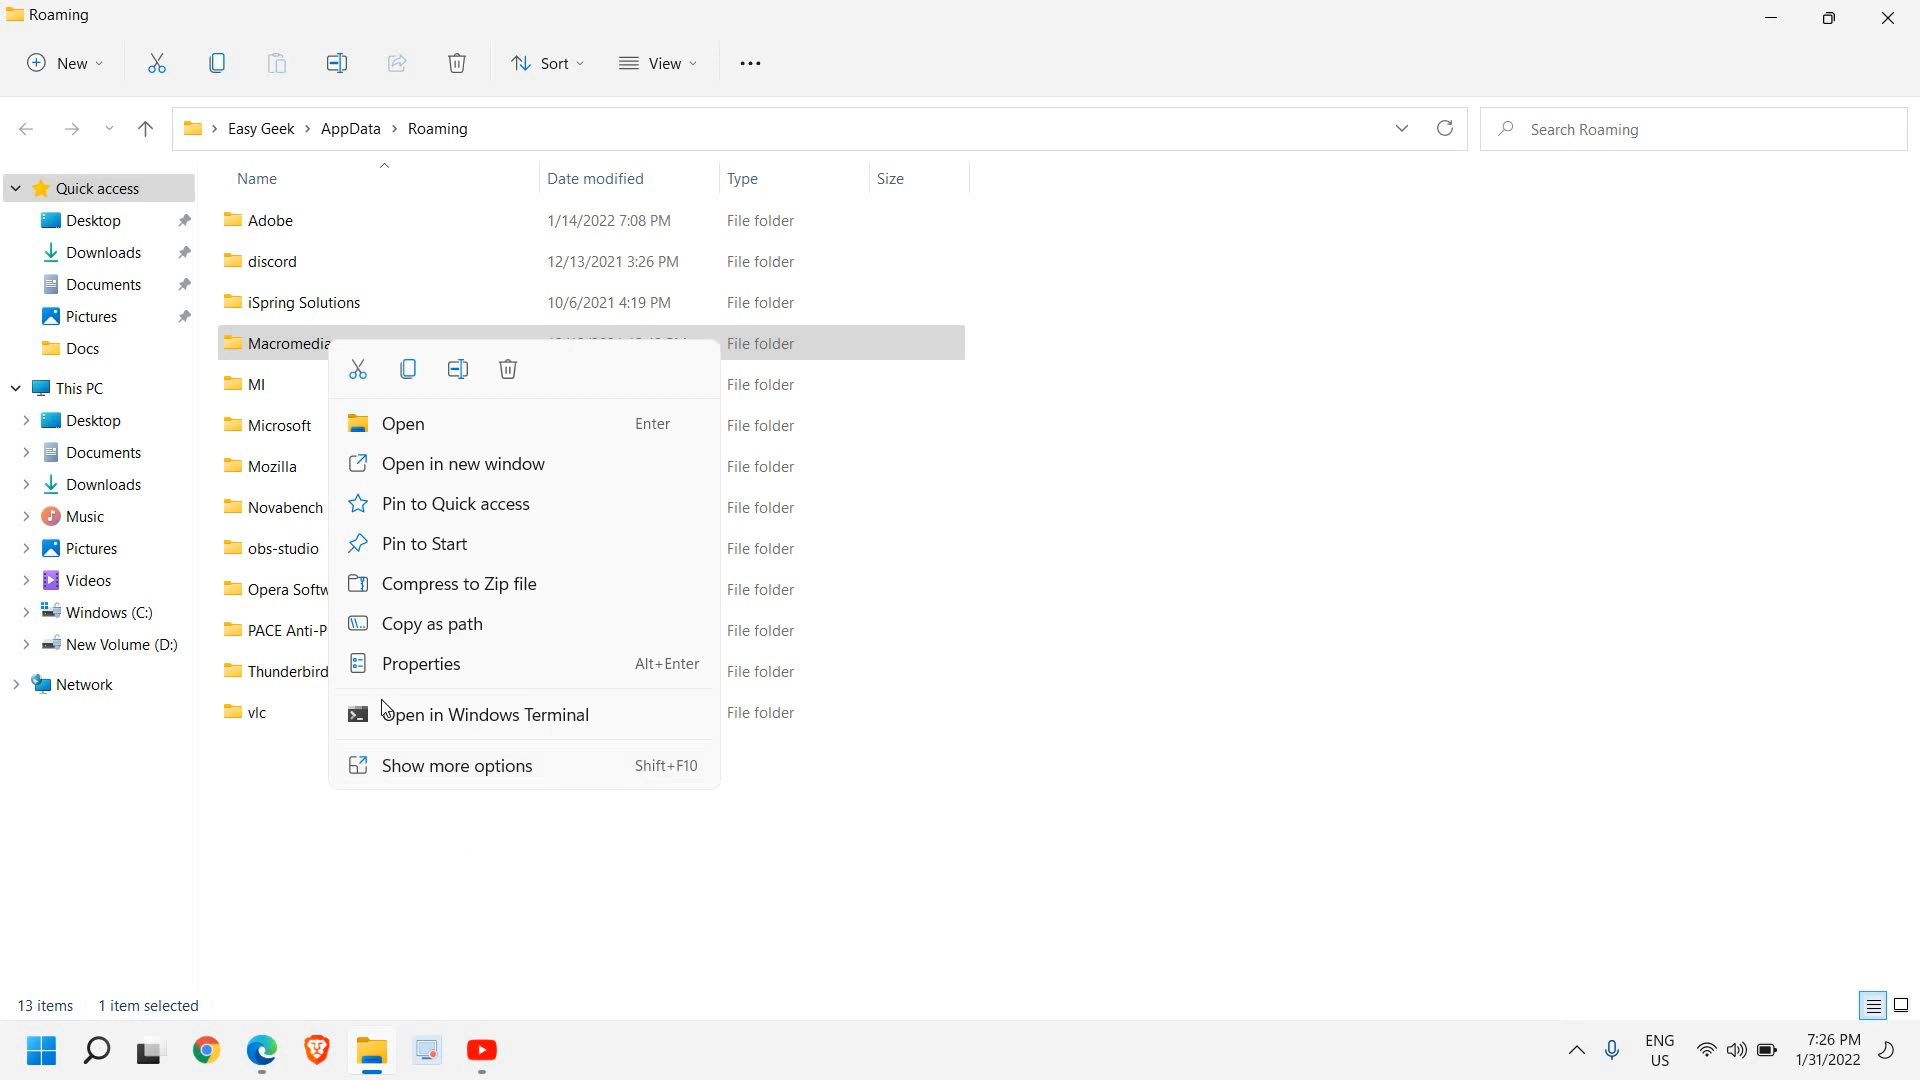 Roaming
New
Sort
View
Easy Geek > AppData > Roaming
Search Roaming
Quick access
Desktop
Downloads
Documents
Pictures
Docs
This PC
Desktop
Documents
Downloads
Music
Pictures
Videos
Windows (C:)
New Volume (D:)
Network
Name Date modified Type Size
Adobe 1/14/2022 7:08 PM File folder
discord 12/13/2021 3:26 PM File folder
iSpring Solutions 10/6/2021 4:19 PM File folder
Macromedia File folder
MI File folder
Microsoft File folder
Mozilla File folder
Novabench File folder
obs-studio File folder
Opera Softw File folder
PACE Anti-P File folder
Thunderbird File folder
vlc File folder
Open Enter
Open in new window
Pin to Quick access
Pin to Start
Compress to Zip file
Copy as path
Properties Alt+Enter
Open in Windows Terminal
Show more options Shift+F10
13 items 1 item selected
ENG
US
7:26 PM
1/31/2022